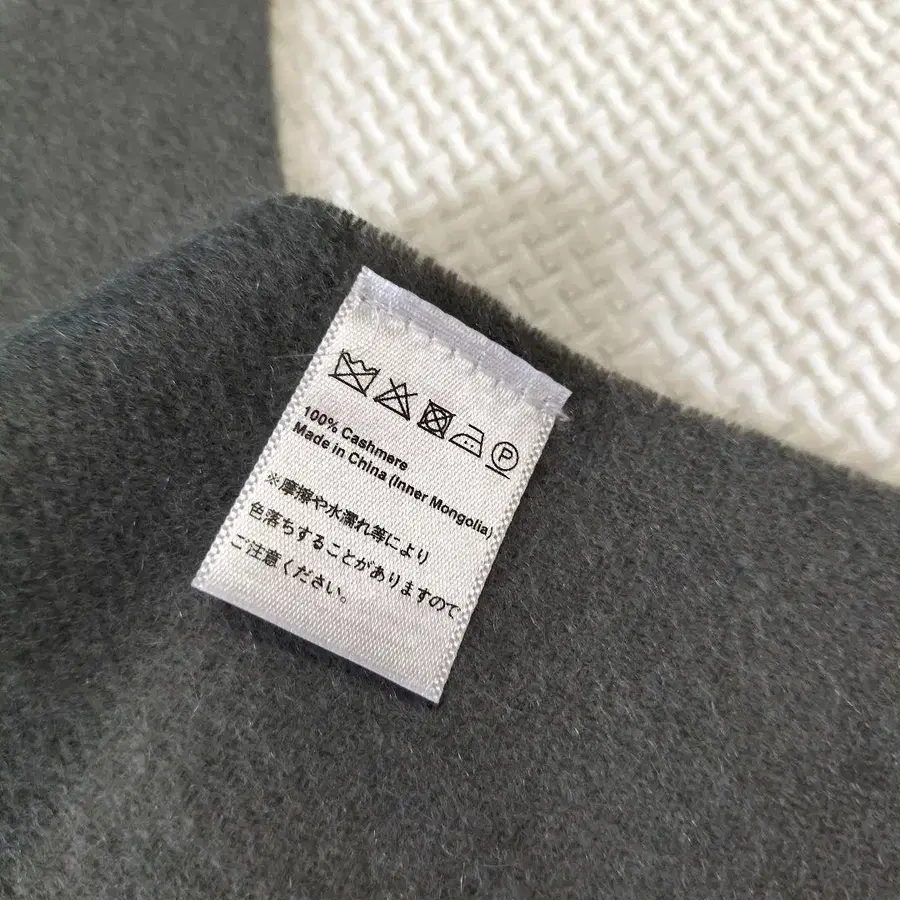 P
100% Cashmere
Made in China (Inner Mongolia)
※摩擦や水濡れ等により
色落ちすることがありますので
ご注意ください。